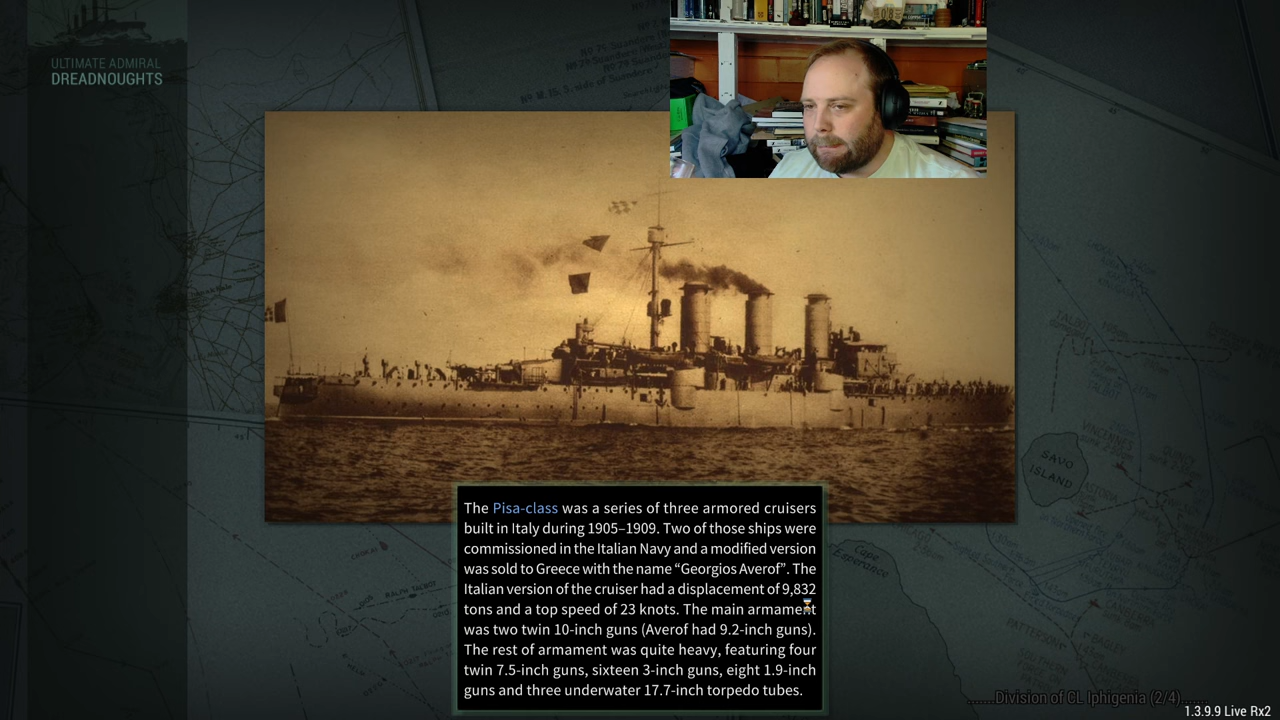 ULTIMATE ADMIRAL
DREADNOUGHTS
SAVO
ISLAND
Cape
Esperance
The Pisa-class was a series of three armored cruisers
built in Italy during 1905–1909. Two of those ships were
commissioned in the Italian Navy and a modified version
was sold to Greece with the name “Georgios Averof”. The
Italian version of the cruiser had a displacement of 9,832
tons and a top speed of 23 knots. The main armament
was two twin 10-inch guns (Averof had 9.2-inch guns).
The rest of armament was quite heavy, featuring four
twin 7.5-inch guns, sixteen 3-inch guns, eight 1.9-inch
guns and three underwater 17.7-inch torpedo tubes.
.......Division of CL Iphigenia (2/4).......
1.3.9.9 Live Rx2